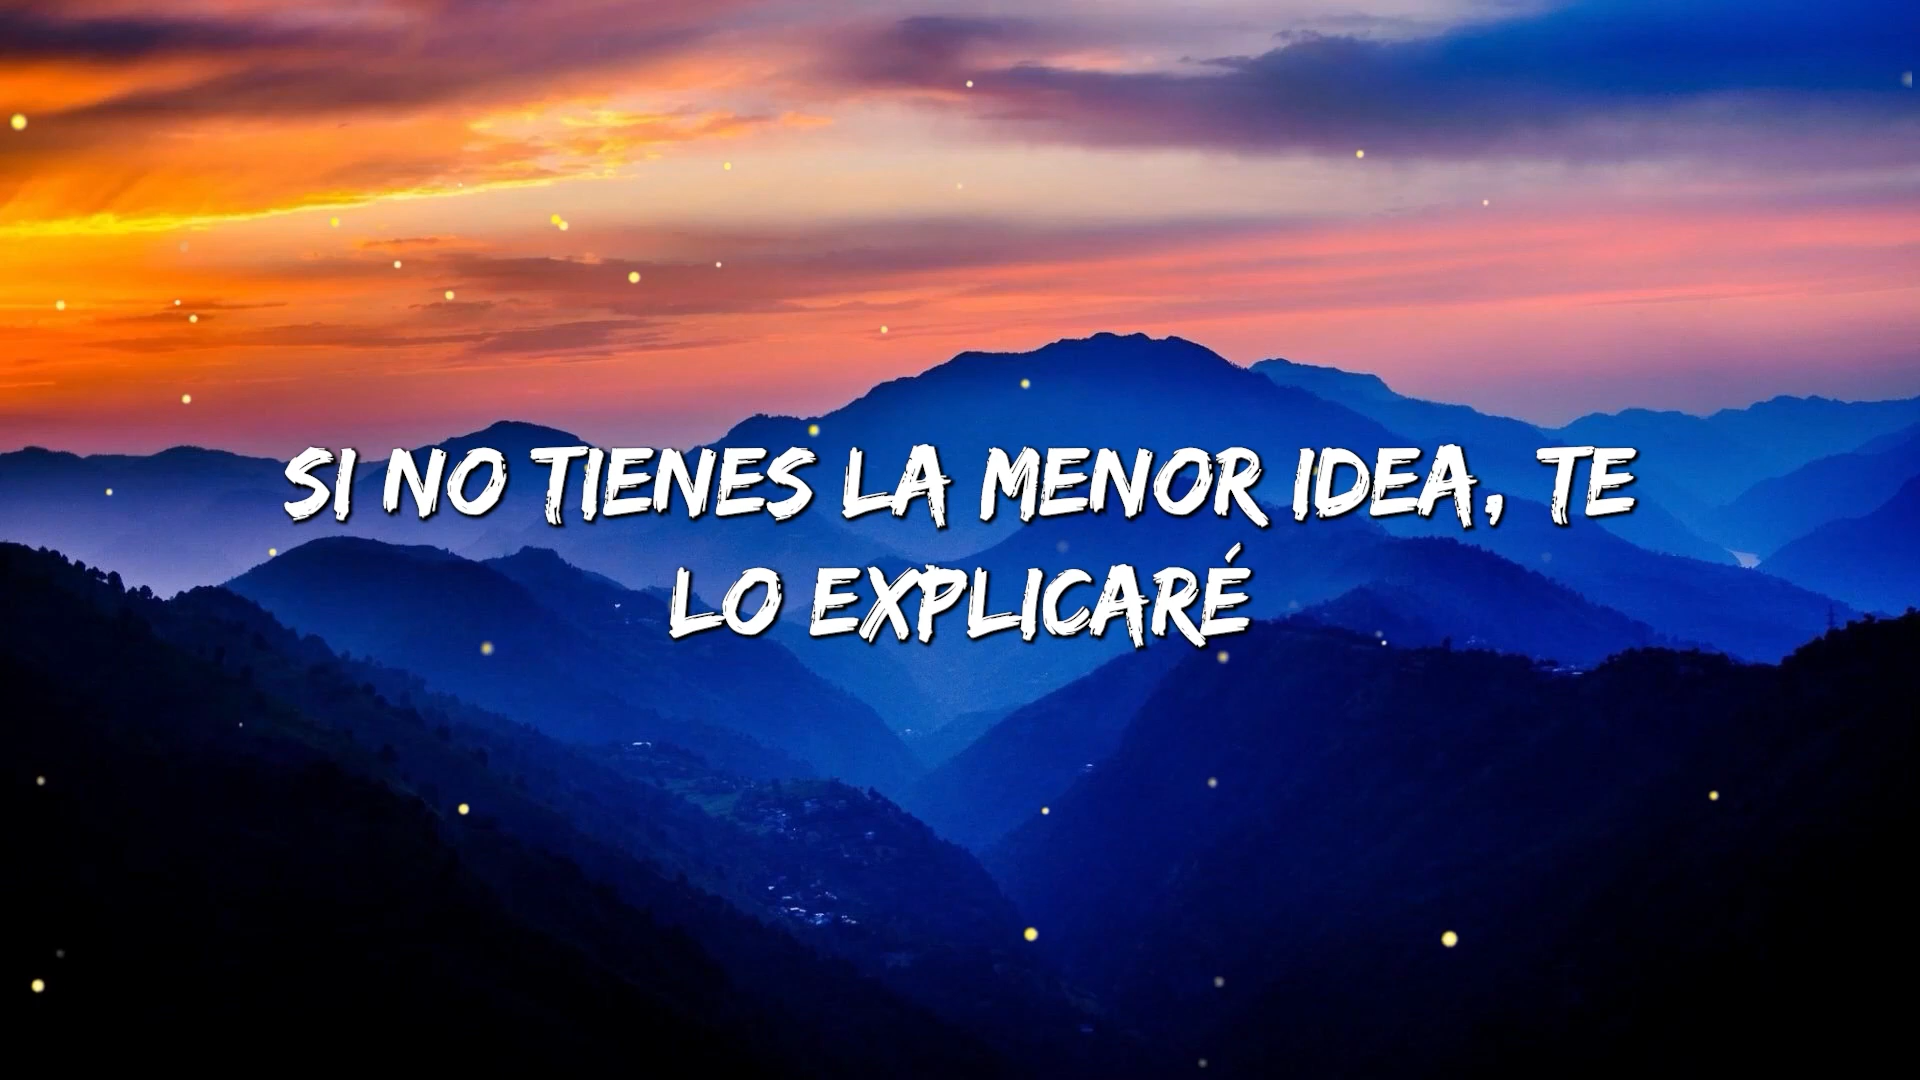 SI NO TIENES LA MENOR IDEA, TE
LO EXPLICARÉ